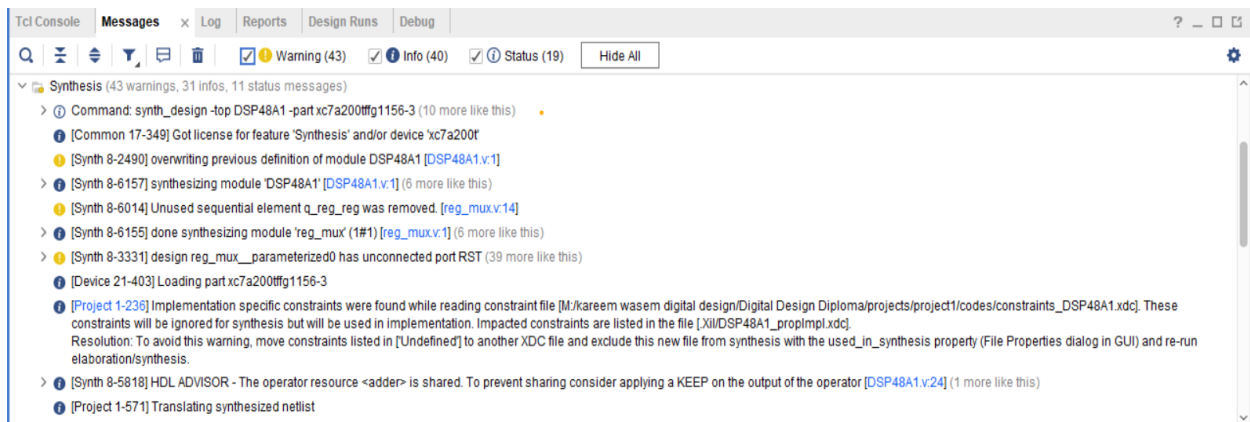 Tcl Console Messages × Log Reports Design Runs Debug ? _
Warning (43) Info (40) Status (19) Hide All
Synthesis (43 warnings, 31 infos, 11 status messages)
Command: synth_design -top DSP48A1 -part xc7a200tffg1156-3 (10 more like this)
[Common 17-349] Got license for feature 'Synthesis' and/or device 'xc7a200t'
[Synth 8-2490] overwriting previous definition of module DSP48A1 [DSP48A1.v:1]
[Synth 8-6157] synthesizing module 'DSP48A1' [DSP48A1.v:1] (6 more like this)
[Synth 8-6014] Unused sequential element q_reg_reg was removed. [reg_mux.v:14]
[Synth 8-6155] done synthesizing module 'reg_mux' (1#1) [reg_mux.v:1] (6 more like this)
[Synth 8-3331] design reg_mux__parameterized0 has unconnected port RST (39 more like this)
[Device 21-403] Loading part xc7a200tffg1156-3
[Project 1-236] Implementation specific constraints were found while reading constraint file [M:/kareem wasem digital design/Digital Design Diploma/projects/project1/codes/constraints_DSP48A1.xdc]. These
constraints will be ignored for synthesis but will be used in implementation. Impacted constraints are listed in the file [.Xil/DSP48A1_propImpl.xdc].
Resolution: To avoid this warning, move constraints listed in ['Undefined'] to another XDC file and exclude this new file from synthesis with the used_in_synthesis property (File Properties dialog in GUI) and re-run
elaboration/synthesis.
[Synth 8-5818] HDL ADVISOR - The operator resource <adder> is shared. To prevent sharing consider applying a KEEP on the output of the operator [DSP48A1.v:24] (1 more like this)
[Project 1-571] Translating synthesized netlist